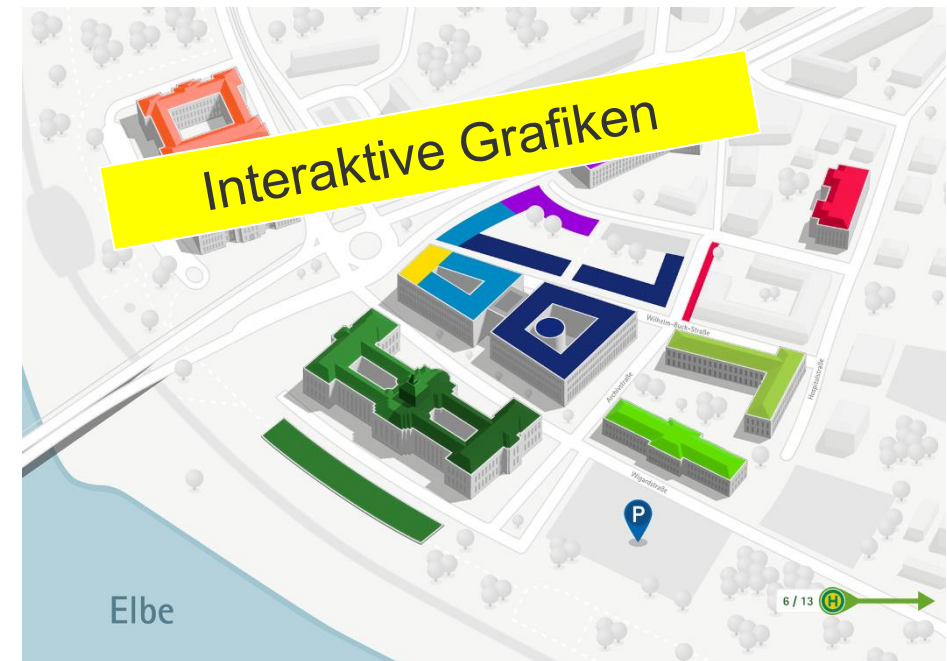 Interaktive Grafiken
Wilhelm-Buck-Straße
Archivstraße
Hospitalstraße
Wigardstraße
P
Elbe
6 / 13 H